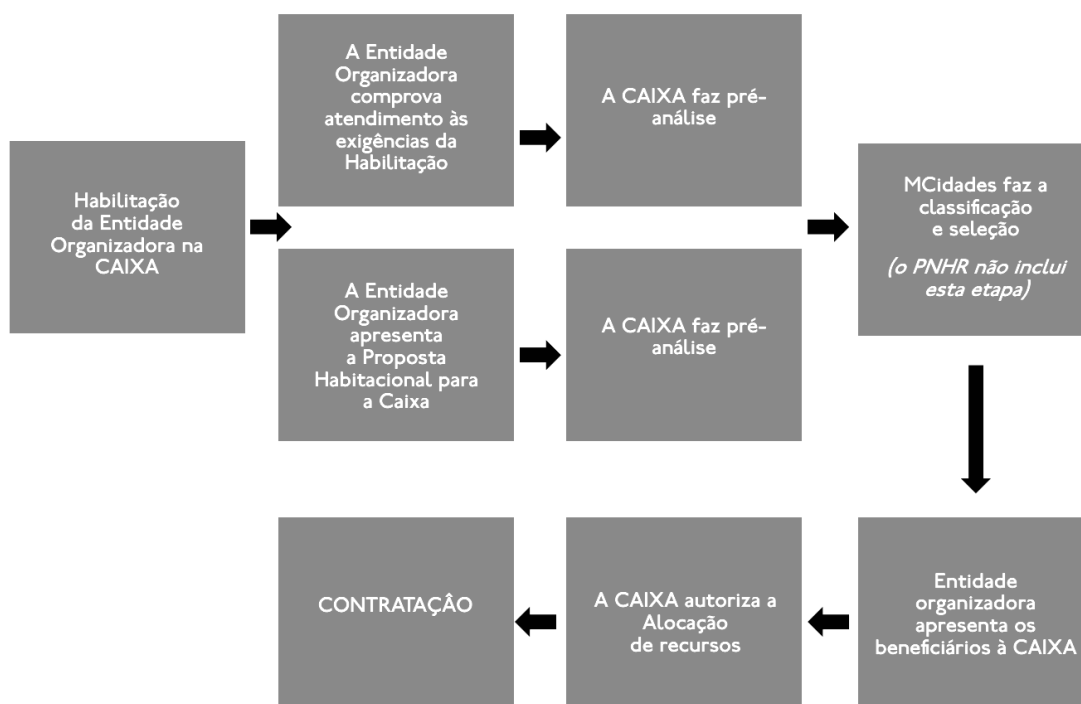 Habilitação
da Entidade
Organizadora na
CAIXA
A Entidade
Organizadora
comprova
atendimento às
exigências da
Habilitação
A CAIXA faz pré-
análise
A Entidade
Organizadora
apresenta
a Proposta
Habitacional para
a Caixa
A CAIXA faz pré-
análise
MCidades faz a
classificação
e seleção
(o PNHR não inclui
esta etapa)
Entidade
organizadora
apresenta os
beneficiários à CAIXA
A CAIXA autoriza a
Alocação
de recursos
CONTRATAÇÂO